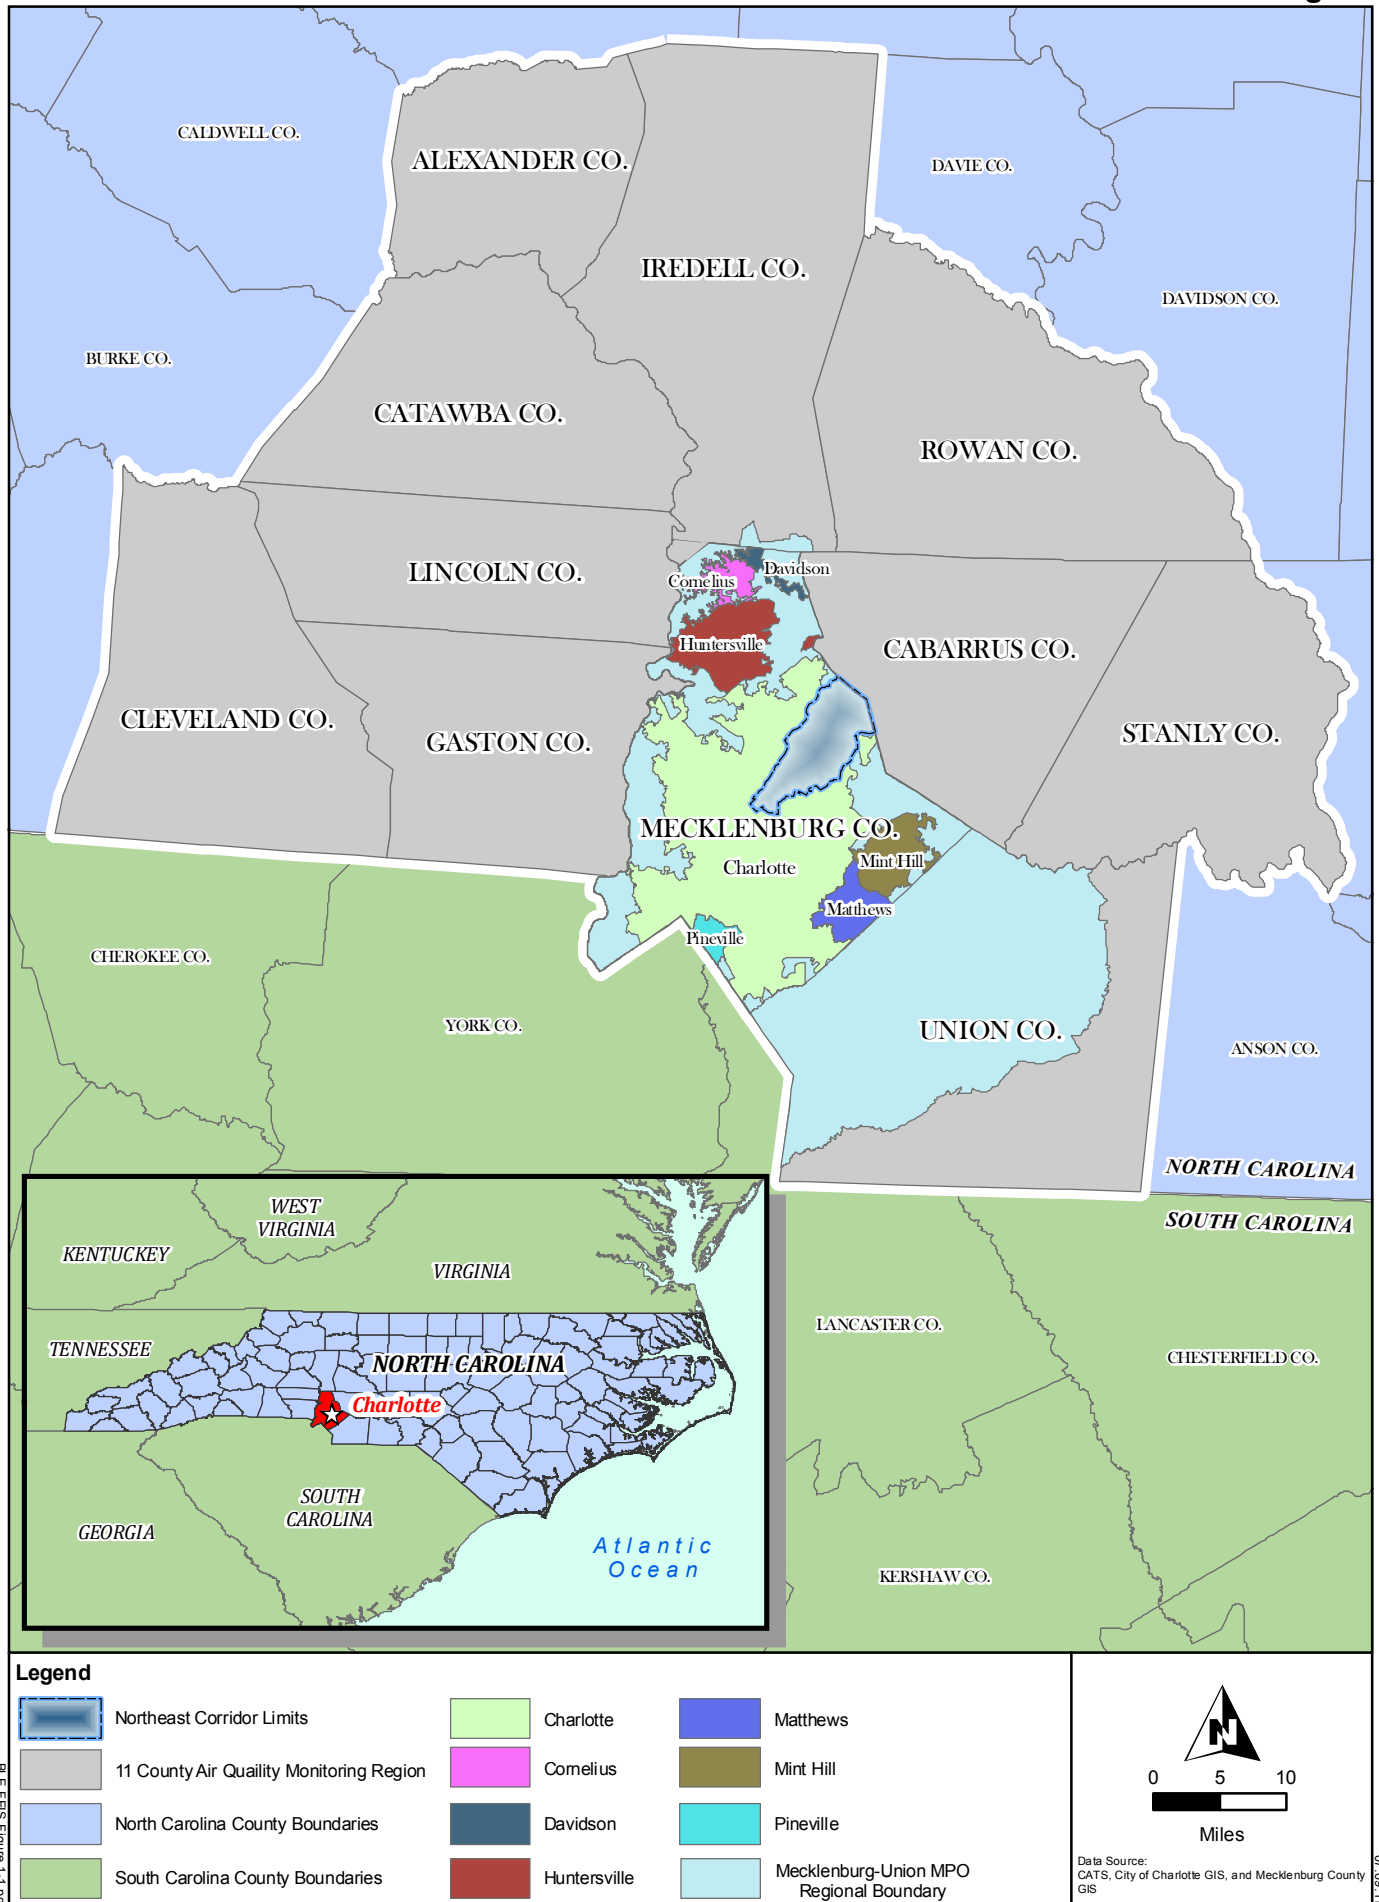 CALDWELL CO.
ALEXANDER CO.
DAVIE CO.
IREDELL CO.
DAVIDSON CO.
BURKE CO.
CATAWBA CO.
ROWAN CO.
LINCOLN CO.
Cornelius
Davidson
Huntersville
CABARRUS CO.
CLEVELAND CO.
GASTON CO.
STANLY CO.
MECKLENBURG CO.
Charlotte
Mint Hill
Matthews
Pineville
CHEROKEE CO.
YORK CO.
UNION CO.
ANSON CO.
NORTH CAROLINA
SOUTH CAROLINA
LANCASTER CO.
CHESTERFIELD CO.
KERSHAW CO.
WEST
VIRGINIA
KENTUCKY
VIRGINIA
TENNESSEE
NORTH CAROLINA
Charlotte
SOUTH
CAROLINA
GEORGIA
Atlantic
Ocean
Legend
Northeast Corridor Limits
11 County Air Quaility Monitoring Region
North Carolina County Boundaries
South Carolina County Boundaries
Charlotte
Cornelius
Davidson
Huntersville
Matthews
Mint Hill
Pineville
Mecklenburg-Union MPO
Regional Boundary
N
0 5 10
Miles
Data Source:
CATS, City of Charlotte GIS, and Mecklenburg County
GIS